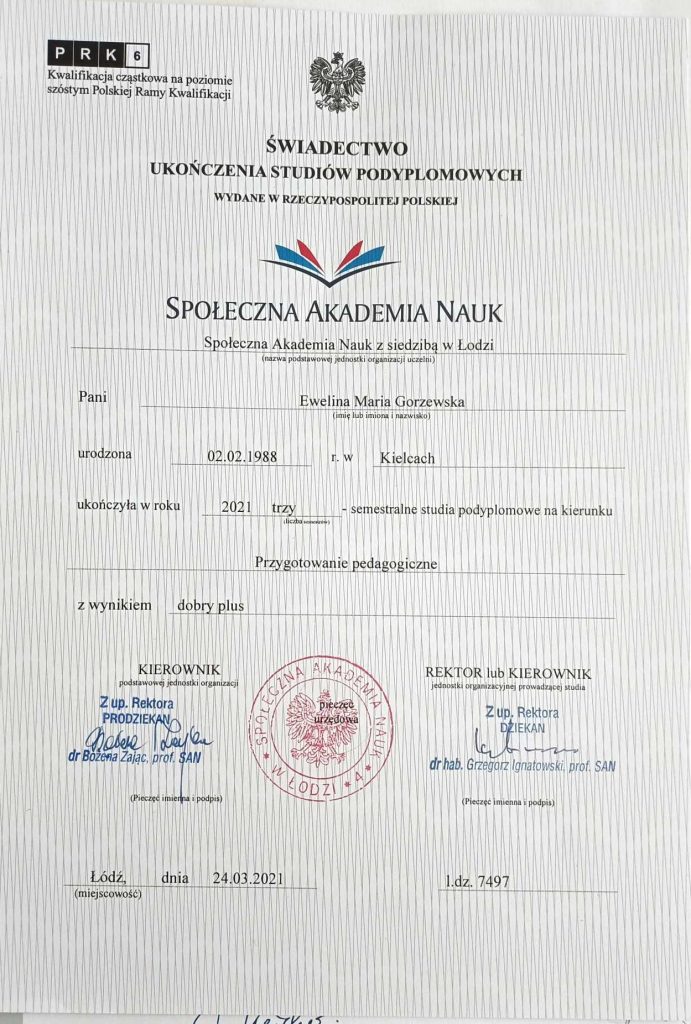 P R K 6
Kwalifikacja cząstkowa na poziomie
szóstym Polskiej Ramy Kwalifikacji
ŚWIADECTWO
UKOŃCZENIA STUDIÓW PODYPLOMOWYCH
WYDANE W RZECZYPOSPOLITEJ POLSKIEJ
SPOŁECZNA AKADEMIA NAUK
Społeczna Akademia Nauk z siedzibą w Łodzi
(nazwa podstawowej jednostki organizacji uczelni)
Pani Ewelina Maria Gorzewska
(imię lub imiona i nazwisko)
urodzona 02.02.1988 r. w Kielcach
ukończyła w roku 2021 trzy - semestralne studia podyplomowe na kierunku
(liczba semestrów)
Przygotowanie pedagogiczne
z wynikiem dobry plus
KIEROWNIK
podstawowej jednostki organizacji
Z up. Rektora
PRODZIEKAN
dr Bożena Zając, prof. SAN
(Pieczęć imienna i podpis)
SPOŁECZNA AKADEMIA NAUK
W ŁODZI
4
pieczęć
urzędowa
REKTOR lub KIEROWNIK
jednostki organizacyjnej prowadzącej studia
Z up. Rektora
DZIEKAN
dr hab. Grzegorz Ignatowski, prof. SAN
(Pieczęć imienna i podpis)
Łódź, dnia 24.03.2021
(miejscowość)
l.dz. 7497